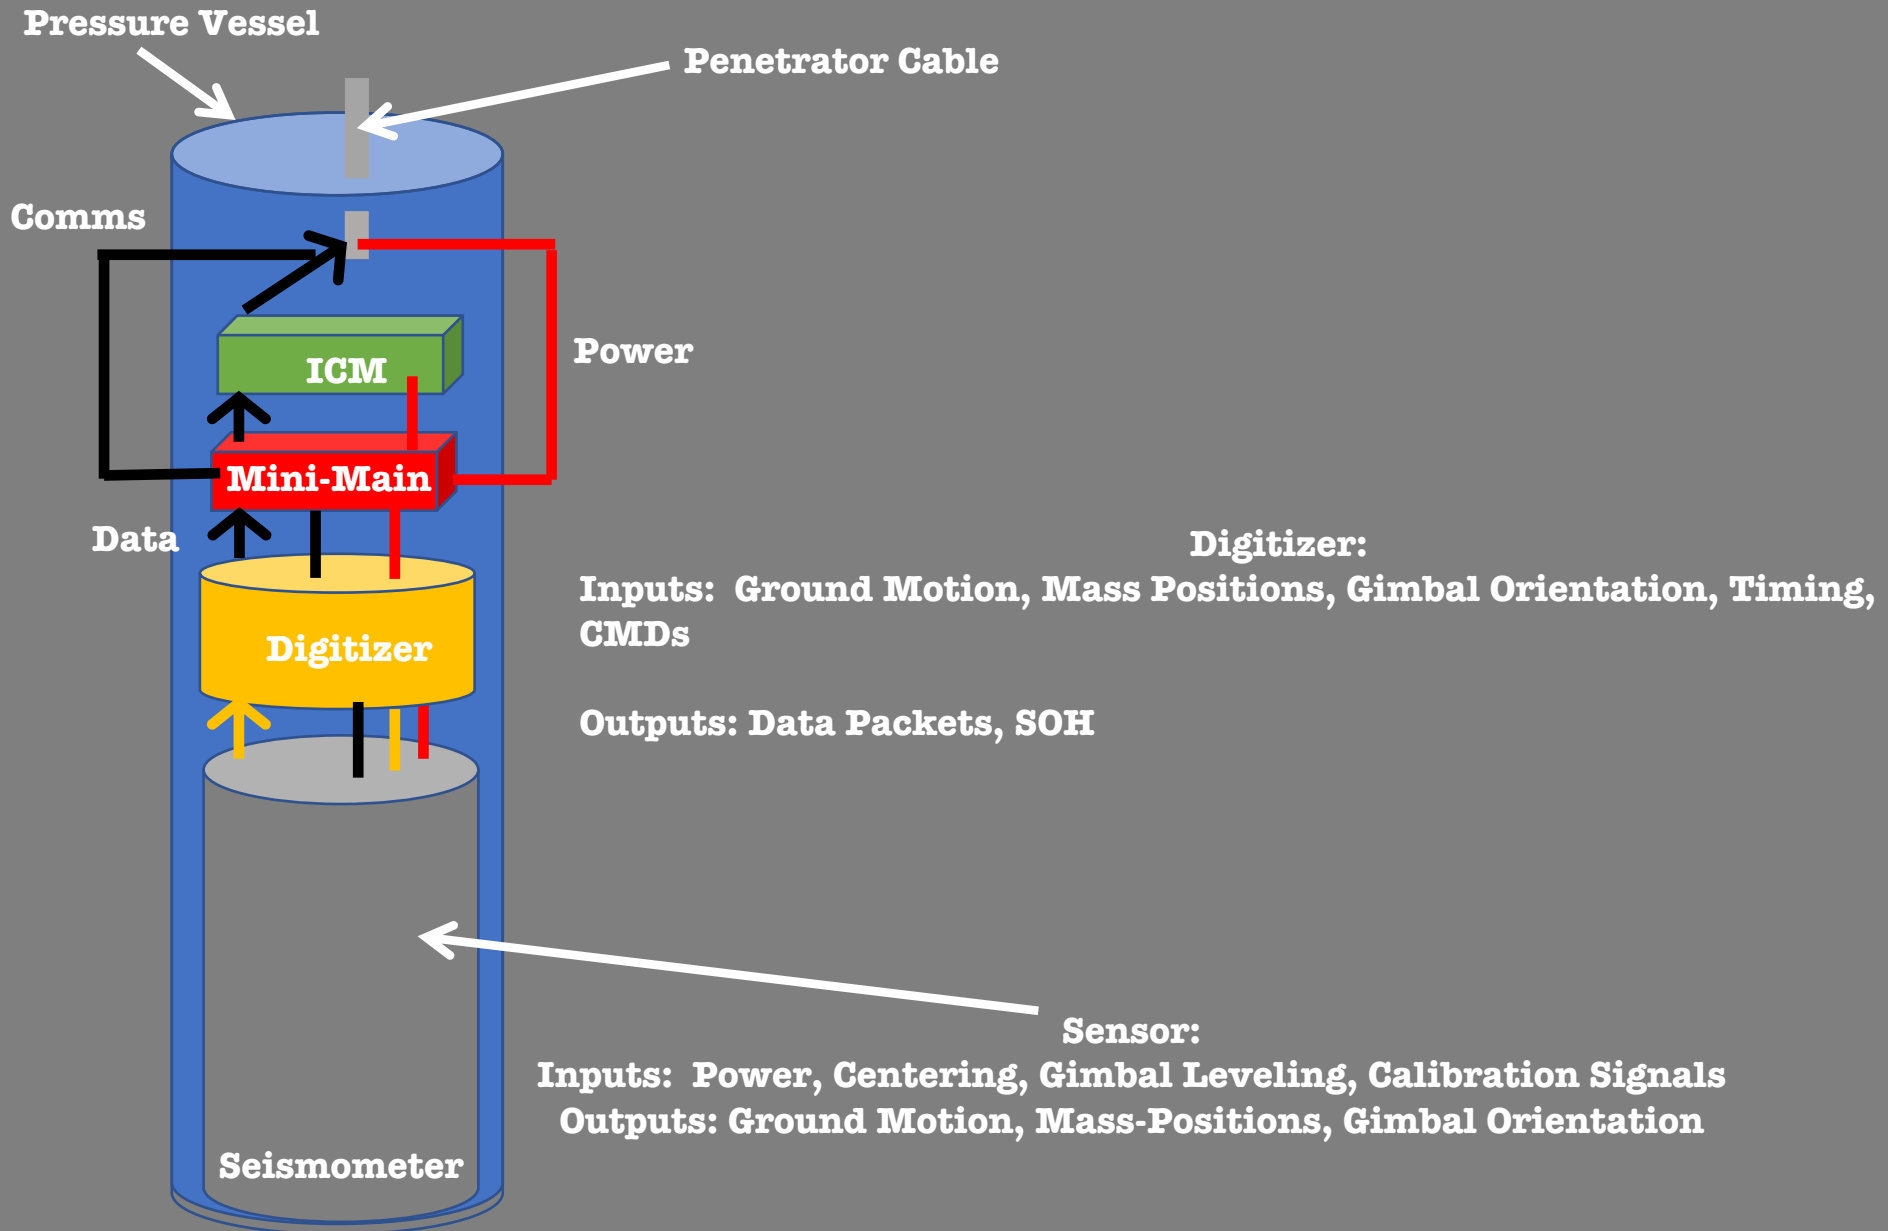 Pressure Vessel
Penetrator Cable
Comms
Power
ICM
Mini-Main
Data
Digitizer:
Inputs:  Ground Motion, Mass Positions, Gimbal Orientation, Timing,
CMDs
Digitizer
Outputs: Data Packets, SOH
Sensor:
Inputs:  Power, Centering, Gimbal Leveling, Calibration Signals
Outputs: Ground Motion, Mass-Positions, Gimbal Orientation
Seismometer